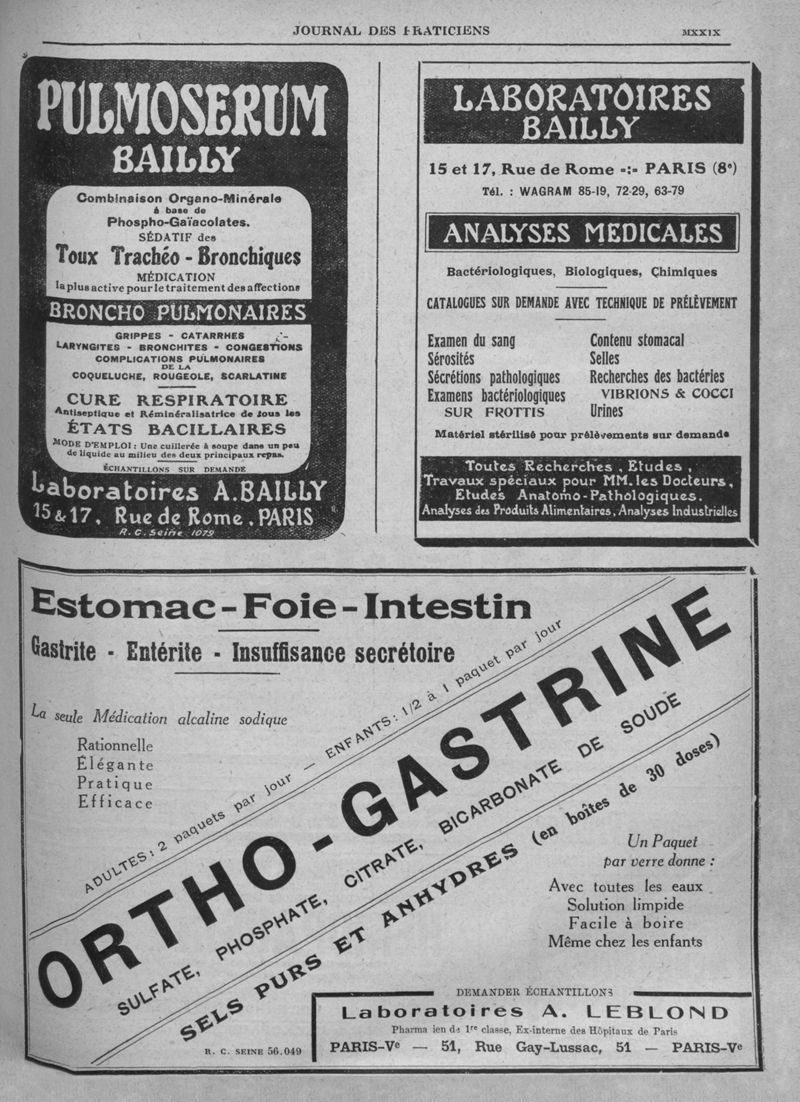 JOURNAL DES PRATICIENS
MXXIX
PULMOSERUM
BAILLY
Combinaison Organo-Minérale
à base de
Phospho-Gaïacolates.
SÉDATIF des
Toux Trachéo - Bronchiques
MÉDICATION
la plus active pour le traitement des affections
BRONCHO PULMONAIRES
GRIPPES - CATARRHES
LARYNGITES - BRONCHITES - CONGESTIONS
COMPLICATIONS PULMONAIRES
DE LA
COQUELUCHE, ROUGEOLE, SCARLATINE
CURE RESPIRATOIRE
Antiseptique et Réminéralisatrice de tous les
ÉTATS BACILLAIRES
MODE D'EMPLOI : Une cuillerée à soupe dans un peu
de liquide au milieu des deux principaux repas.
ÉCHANTILLONS SUR DEMANDE
Laboratoires A. BAILLY
15 & 17, Rue de Rome . PARIS
R. C. Seine 1079
LABORATOIRES
BAILLY
15 et 17, Rue de Rome -:- PARIS (8e)
Tél. : WAGRAM 85-19, 72-29, 63-79
ANALYSES MEDICALES
Bactériologiques, Biologiques, Chimiques
CATALOGUES SUR DEMANDE AVEC TECHNIQUE DE PRÉLÈVEMENT
Examen du sang
Sérosités
Sécrétions pathologiques
Examens bactériologiques
SUR FROTTIS
Contenu stomacal
Selles
Recherches des bactéries
VIBRIONS & COCCI
Urines
Matériel stérilisé pour prélèvements sur demande
Toutes Recherches , Etudes ,
Travaux spéciaux pour MM. les Docteurs ,
Etudes Anatomo-Pathologiques.
Analyses des Produits Alimentaires, Analyses Industrielles
Estomac-Foie-Intestin
Gastrite - Entérite - Insuffisance secrétoire
La seule Médication alcaline sodique
Rationnelle
Élégante
Pratique
Efficace
ADULTES : 2 paquets par jour — ENFANTS : 1/2 à 1 paquet par jour
ORTHO-GASTRINE
SULFATE, PHOSPHATE, CITRATE, BICARBONATE DE SOUDE
SELS PURS ET ANHYDRES (en boîtes de 30 doses)
Un Paquet
par verre donne :
Avec toutes les eaux
Solution limpide
Facile à boire
Même chez les enfants
DEMANDER ÉCHANTILLONS
Laboratoires A. LEBLOND
Pharma ien de 1re classe, Ex-interne des Hôpitaux de Paris
PARIS-Ve — 51, Rue Gay-Lussac, 51 — PARIS-Ve
R. C. SEINE 56.049